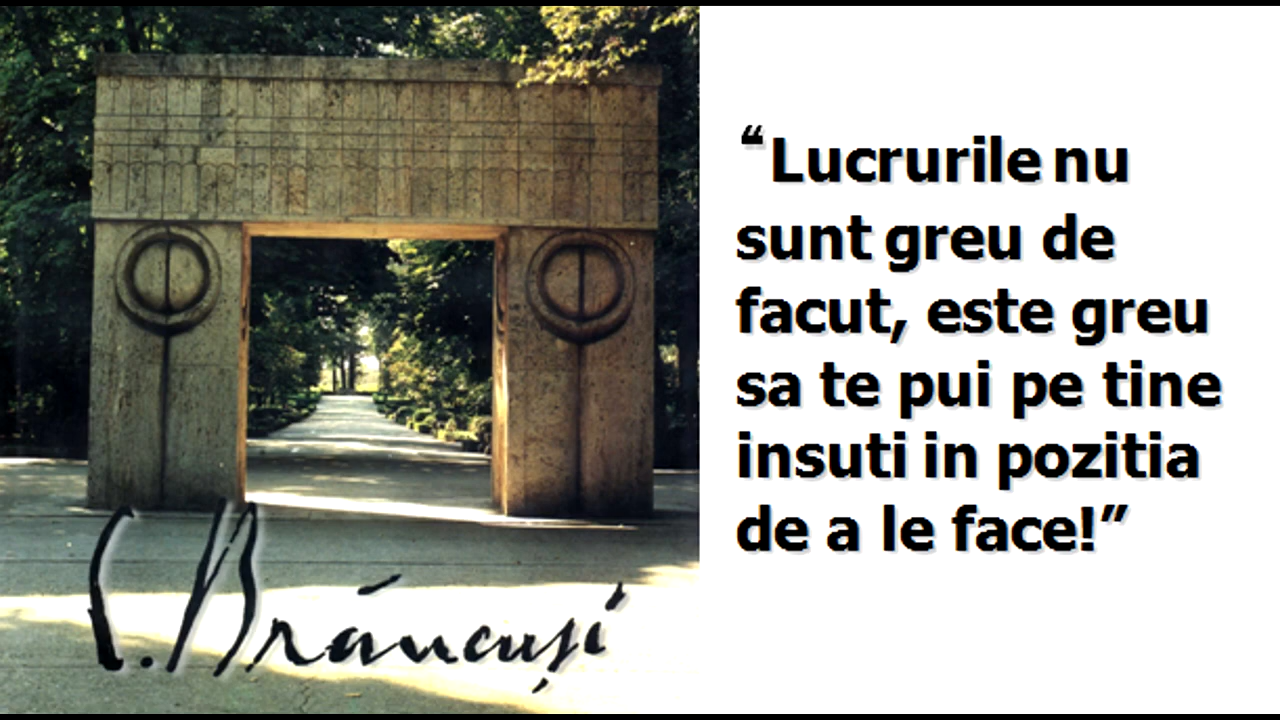 “Lucrurile nu
sunt greu de
facut, este greu
sa te pui pe tine
insuti in pozitia
de a le face!”
C. Brâncuși